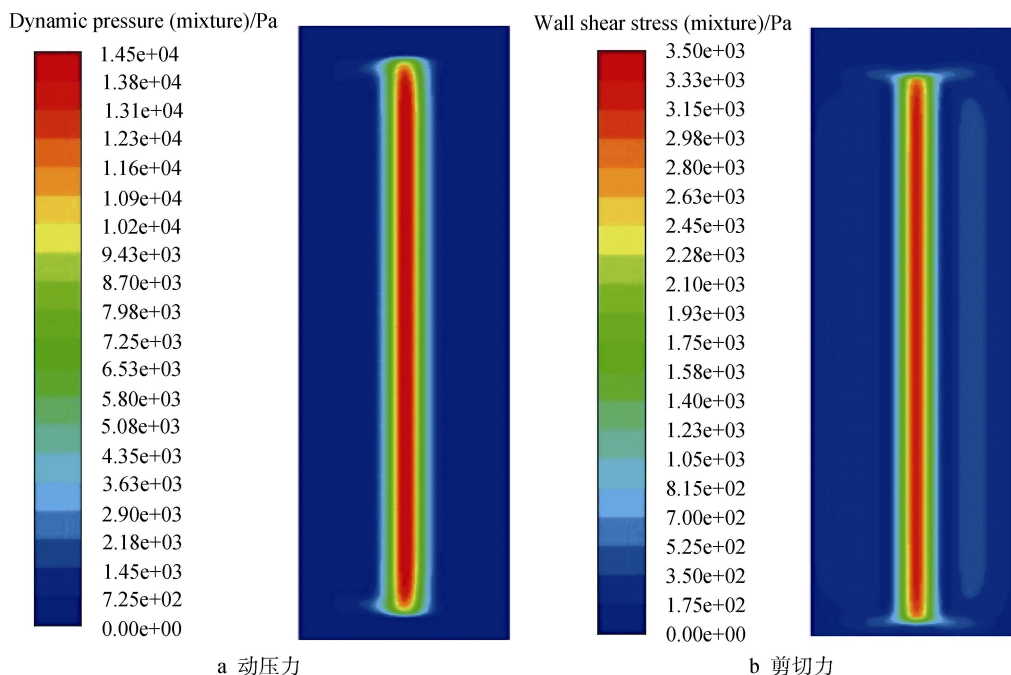 Dynamic pressure (mixture)/Pa
1.45e+04
1.38e+04
1.31e+04
1.23e+04
1.16e+04
1.09e+04
1.02e+04
9.43e+03
8.70e+03
7.98e+03
7.25e+03
6.53e+03
5.80e+03
5.08e+03
4.35e+03
3.63e+03
2.90e+03
2.18e+03
1.45e+03
7.25e+02
0.00e+00
a 动压力
Wall shear stress (mixture)/Pa
3.50e+03
3.33e+03
3.15e+03
2.98e+03
2.80e+03
2.63e+03
2.45e+03
2.28e+03
2.10e+03
1.93e+03
1.75e+03
1.58e+03
1.40e+03
1.23e+03
1.05e+03
8.15e+02
7.00e+02
5.25e+02
3.50e+02
1.75e+02
0.00e+00
b 剪切力